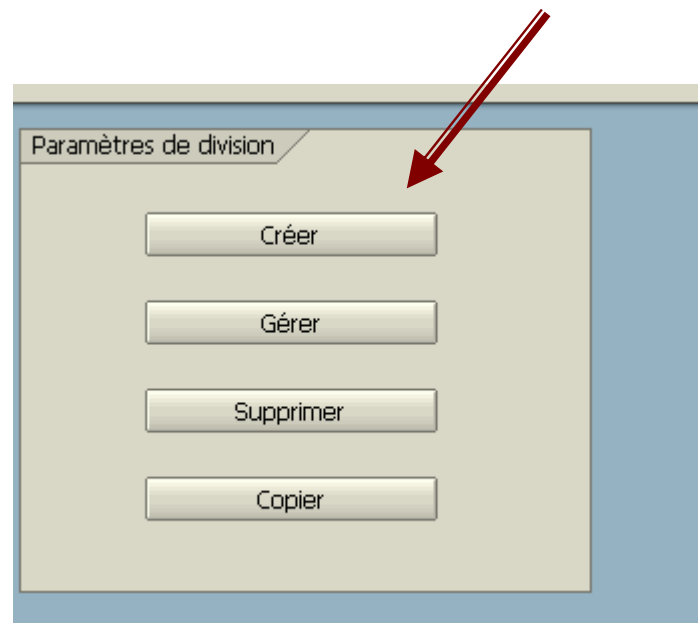 Paramètres de division
Créer
Gérer
Supprimer
Copier